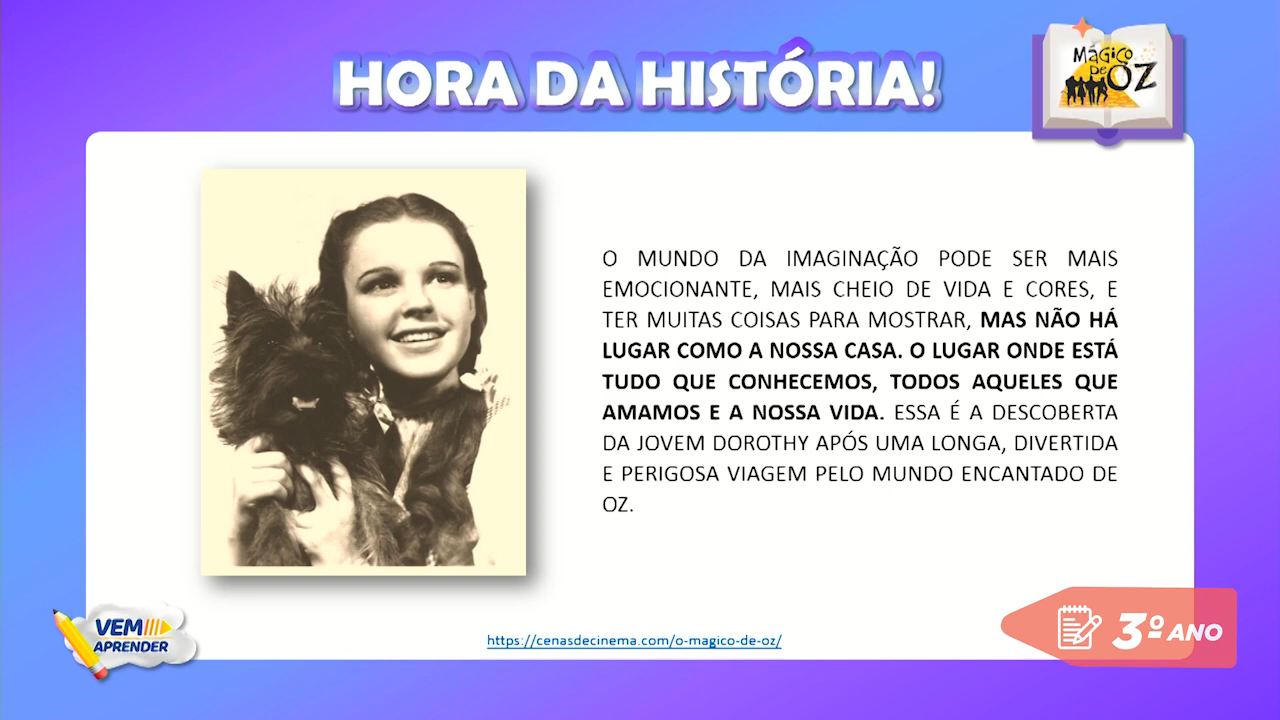 HORA DA HISTÓRIA!
MÁGICO
DE OZ
O MUNDO DA IMAGINAÇÃO PODE SER MAIS
EMOCIONANTE, MAIS CHEIO DE VIDA E CORES, E
TER MUITAS COISAS PARA MOSTRAR, MAS NÃO HÁ
LUGAR COMO A NOSSA CASA. O LUGAR ONDE ESTÁ
TUDO QUE CONHECEMOS, TODOS AQUELES QUE
AMAMOS E A NOSSA VIDA. ESSA É A DESCOBERTA
DA JOVEM DOROTHY APÓS UMA LONGA, DIVERTIDA
E PERIGOSA VIAGEM PELO MUNDO ENCANTADO DE
OZ.
VEM
APRENDER
https://cenasdecinema.com/o-magico-de-oz/
3º ANO